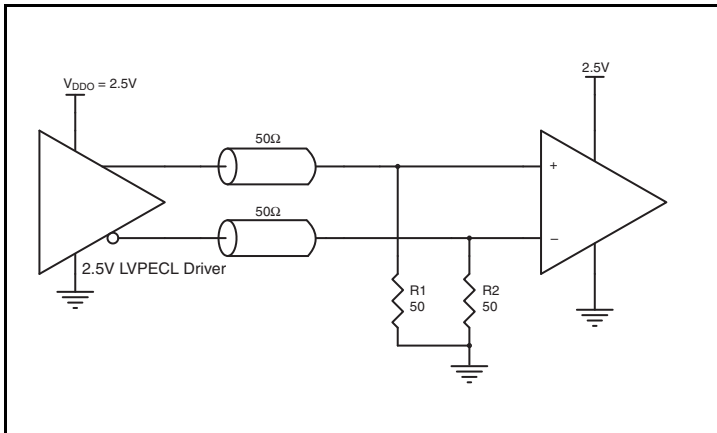 V_DDO = 2.5V
2.5V
50Ω
+
50Ω
–
2.5V LVPECL Driver
R1
50
R2
50